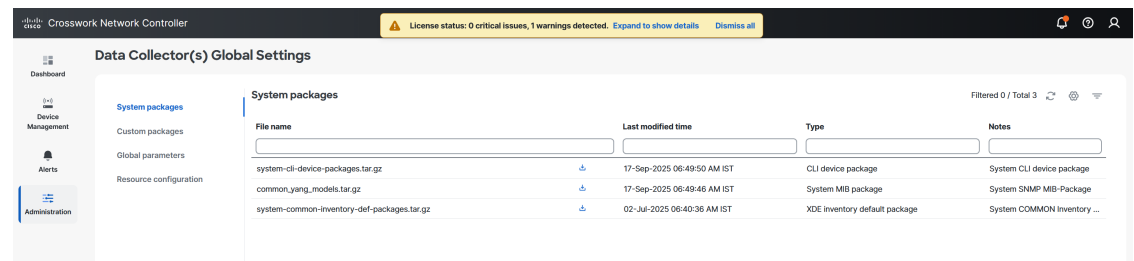 cisco Crosswork Network Controller
License status: 0 critical issues, 1 warnings detected. Expand to show details Dismiss all
Data Collector(s) Global Settings
Dashboard
Device
Management
Alerts
Administration
System packages
Custom packages
Global parameters
Resource configuration
System packages
Filtered 0 / Total 3
File name Last modified time Type Notes
system-cli-device-packages.tar.gz 17-Sep-2025 06:49:50 AM IST CLI device package System CLI device package
common_yang_models.tar.gz 17-Sep-2025 06:49:46 AM IST System MIB package System SNMP MIB-Package
system-common-inventory-def-packages.tar.gz 02-Jul-2025 06:40:36 AM IST XDE inventory default package System COMMON Inventory ...